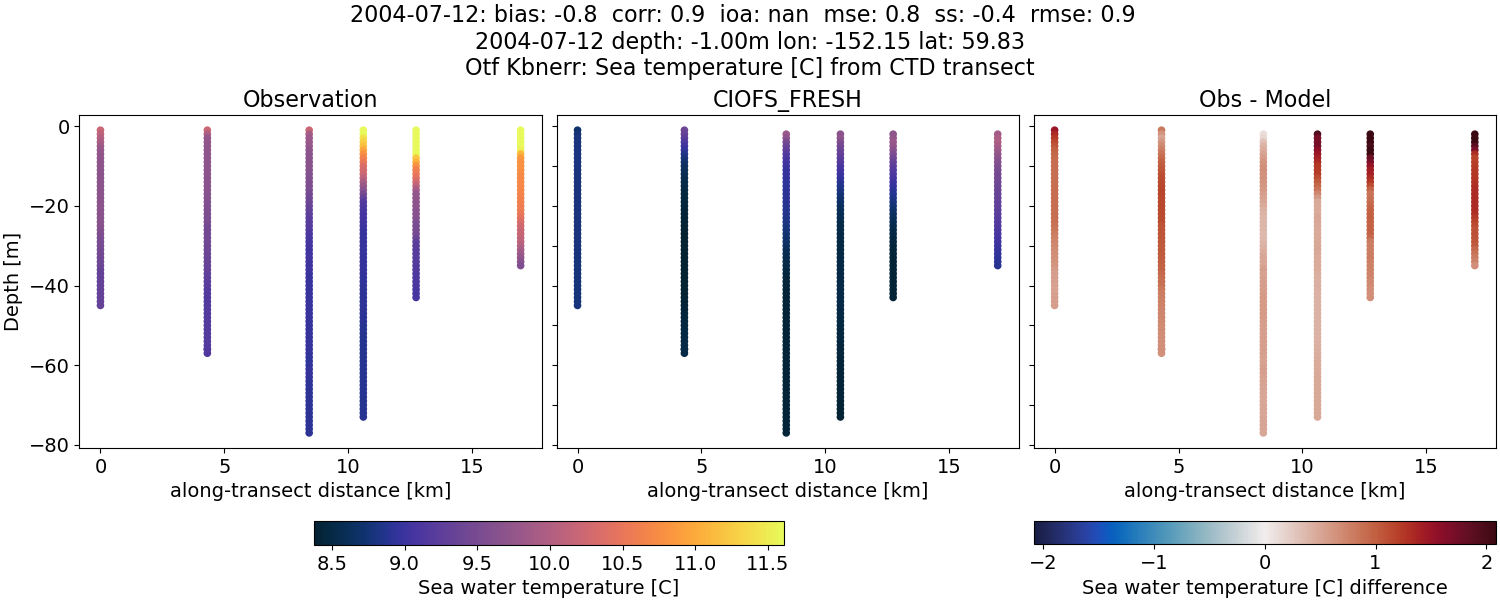 2004-07-12: bias: -0.8  corr: 0.9  ioa: nan  mse: 0.8  ss: -0.4  rmse: 0.9
2004-07-12 depth: -1.00m lon: -152.15 lat: 59.83
Otf Kbnerr: Sea temperature [C] from CTD transect
Observation
CIOFS_FRESH
Obs - Model
Depth [m]
0
−20
−40
−60
−80
0 5 10 15
0 5 10 15
0 5 10 15
along-transect distance [km]
along-transect distance [km]
along-transect distance [km]
8.5 9.0 9.5 10.0 10.5 11.0 11.5
Sea water temperature [C]
−2 −1 0 1 2
Sea water temperature [C] difference